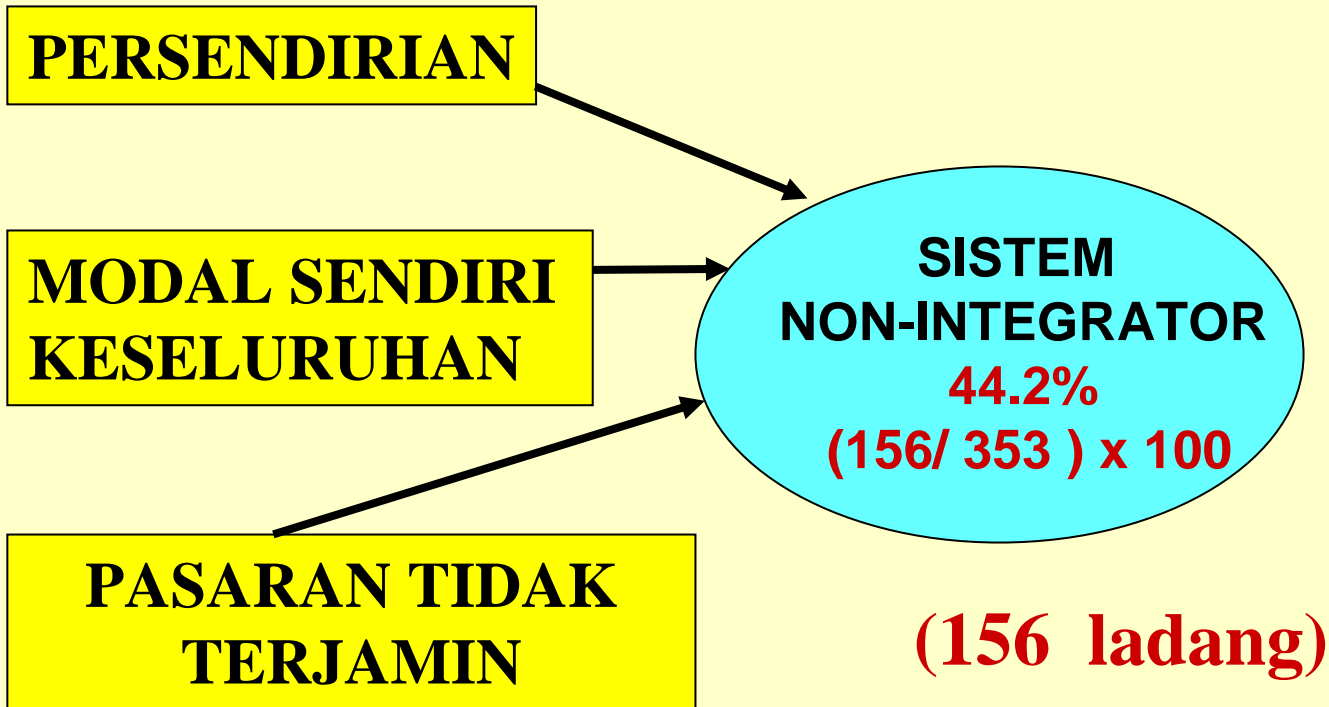 PERSENDIRIAN
MODAL SENDIRI
KESELURUHAN
PASARAN TIDAK
TERJAMIN
SISTEM
NON-INTEGRATOR
44.2%
(156/ 353 ) x 100
(156 ladang)